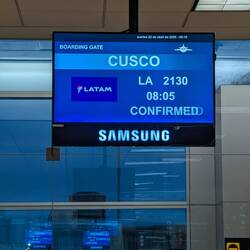 BOARDING GATE
CUSCO
LATAM
LA 2130
08:05
CONFIRMED
SAMSUNG